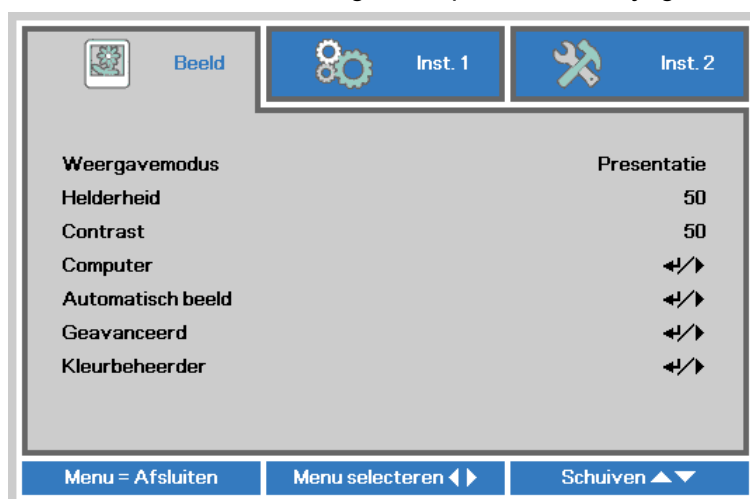 Beeld Inst. 1 Inst. 2
Weergavemodus Presentatie
Helderheid 50
Contrast 50
Computer ↵/▶
Automatisch beeld ↵/▶
Geavanceerd ↵/▶
Kleurbeheerder ↵/▶
Menu = Afsluiten Menu selecteren ◀▶ Schuiven ▲▼